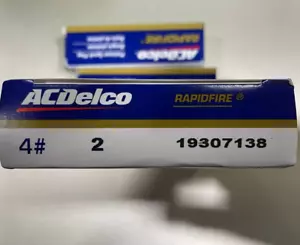 RAPIDFIRE
ACDelco
ACDelco
RAPIDFIRE ®
4# 2 19307138